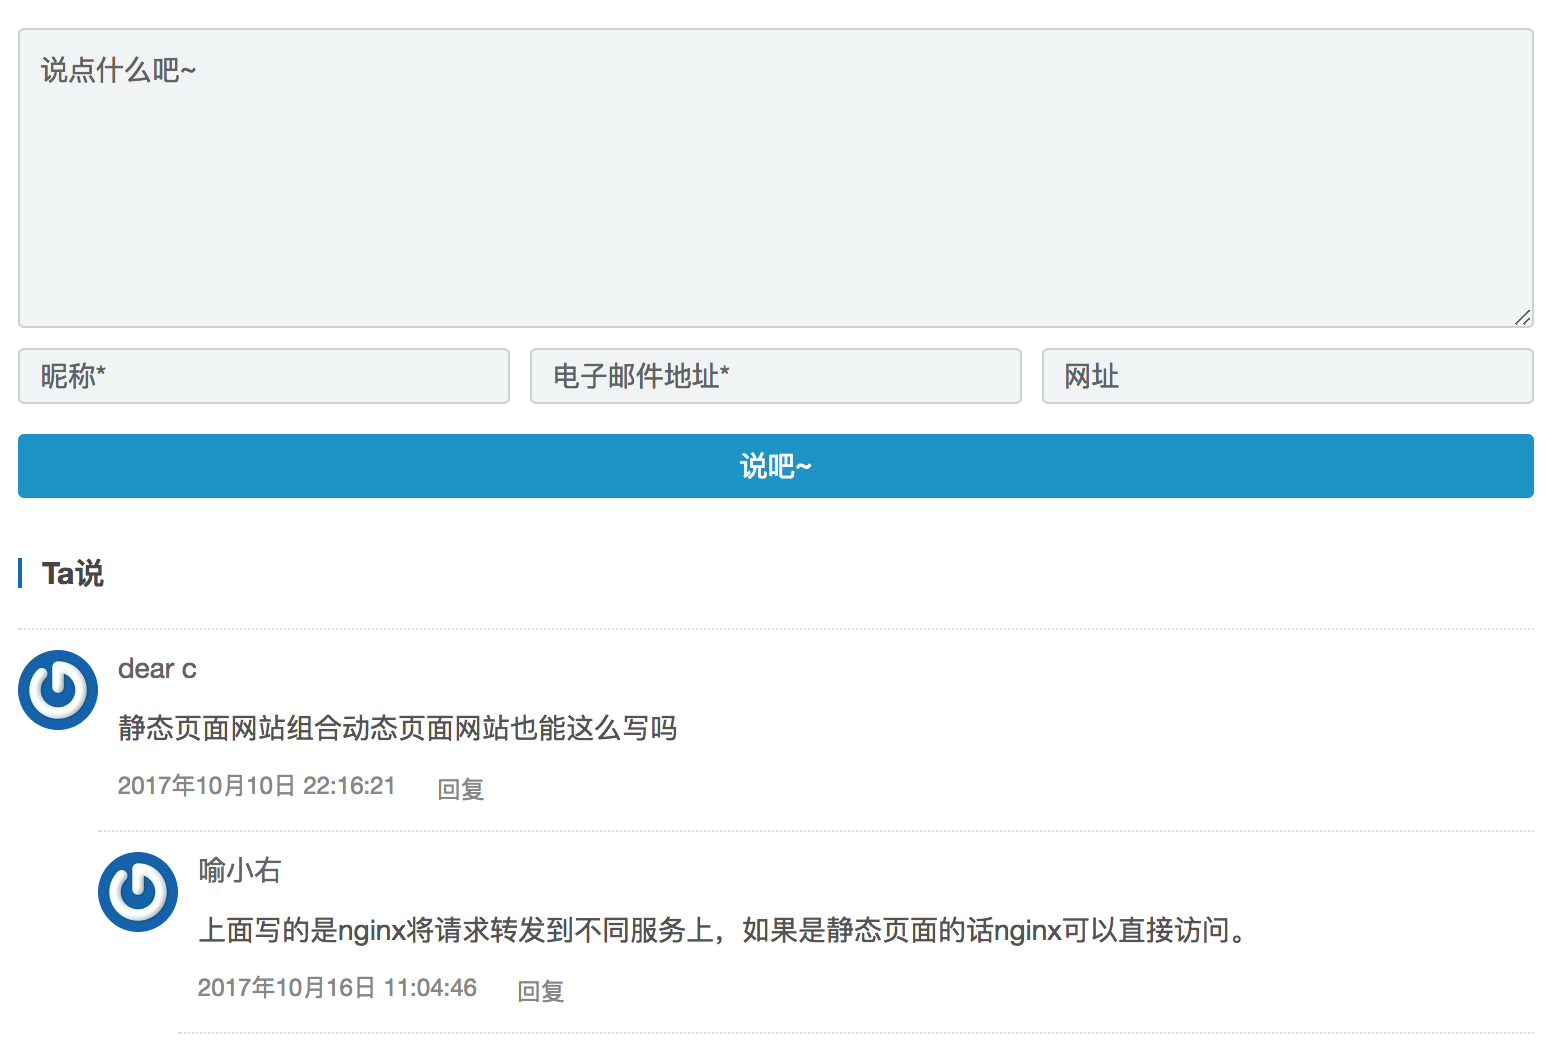 说点什么吧~
昵称*
电子邮件地址*
网址
说吧~
Ta说
dear c
静态页面网站组合动态页面网站也能这么写吗
2017年10月10日 22:16:21
回复
喻小右
上面写的是nginx将请求转发到不同服务上，如果是静态页面的话nginx可以直接访问。
2017年10月16日 11:04:46
回复